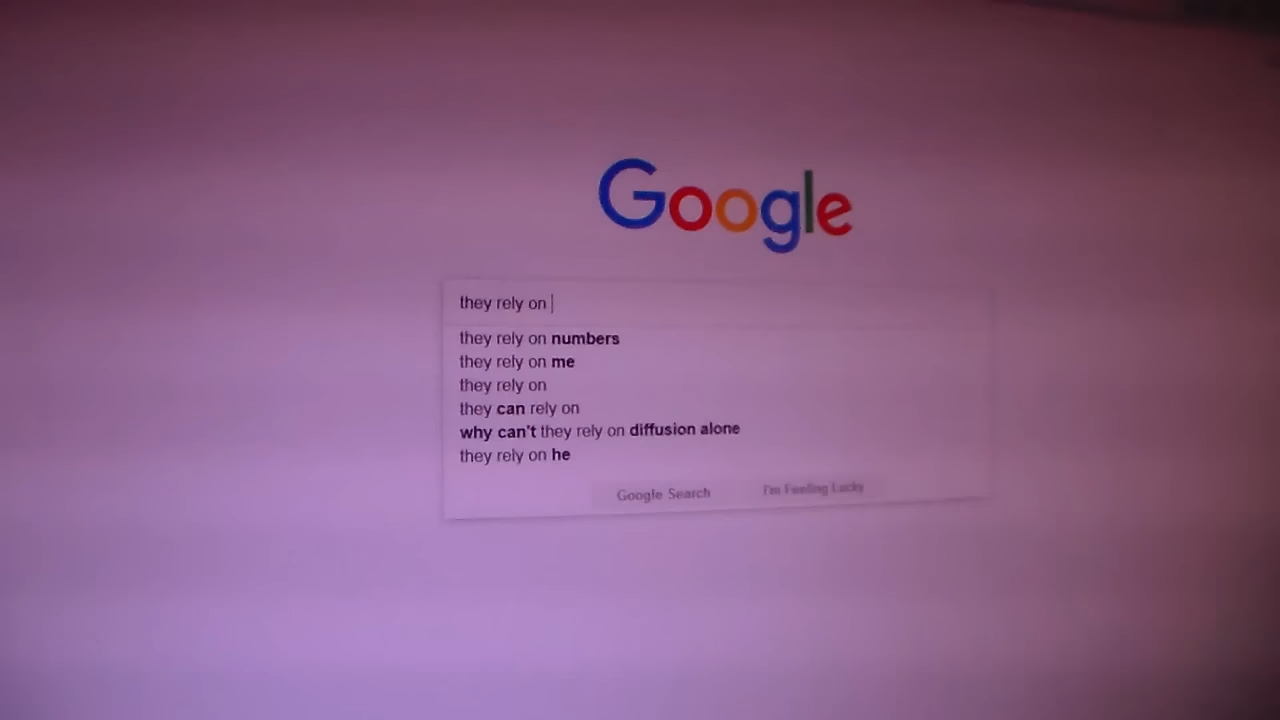 Google
they rely on
they rely on numbers
they rely on me
they rely on
they can rely on
why can't they rely on diffusion alone
they rely on he
Google Search
I'm Feeling Lucky